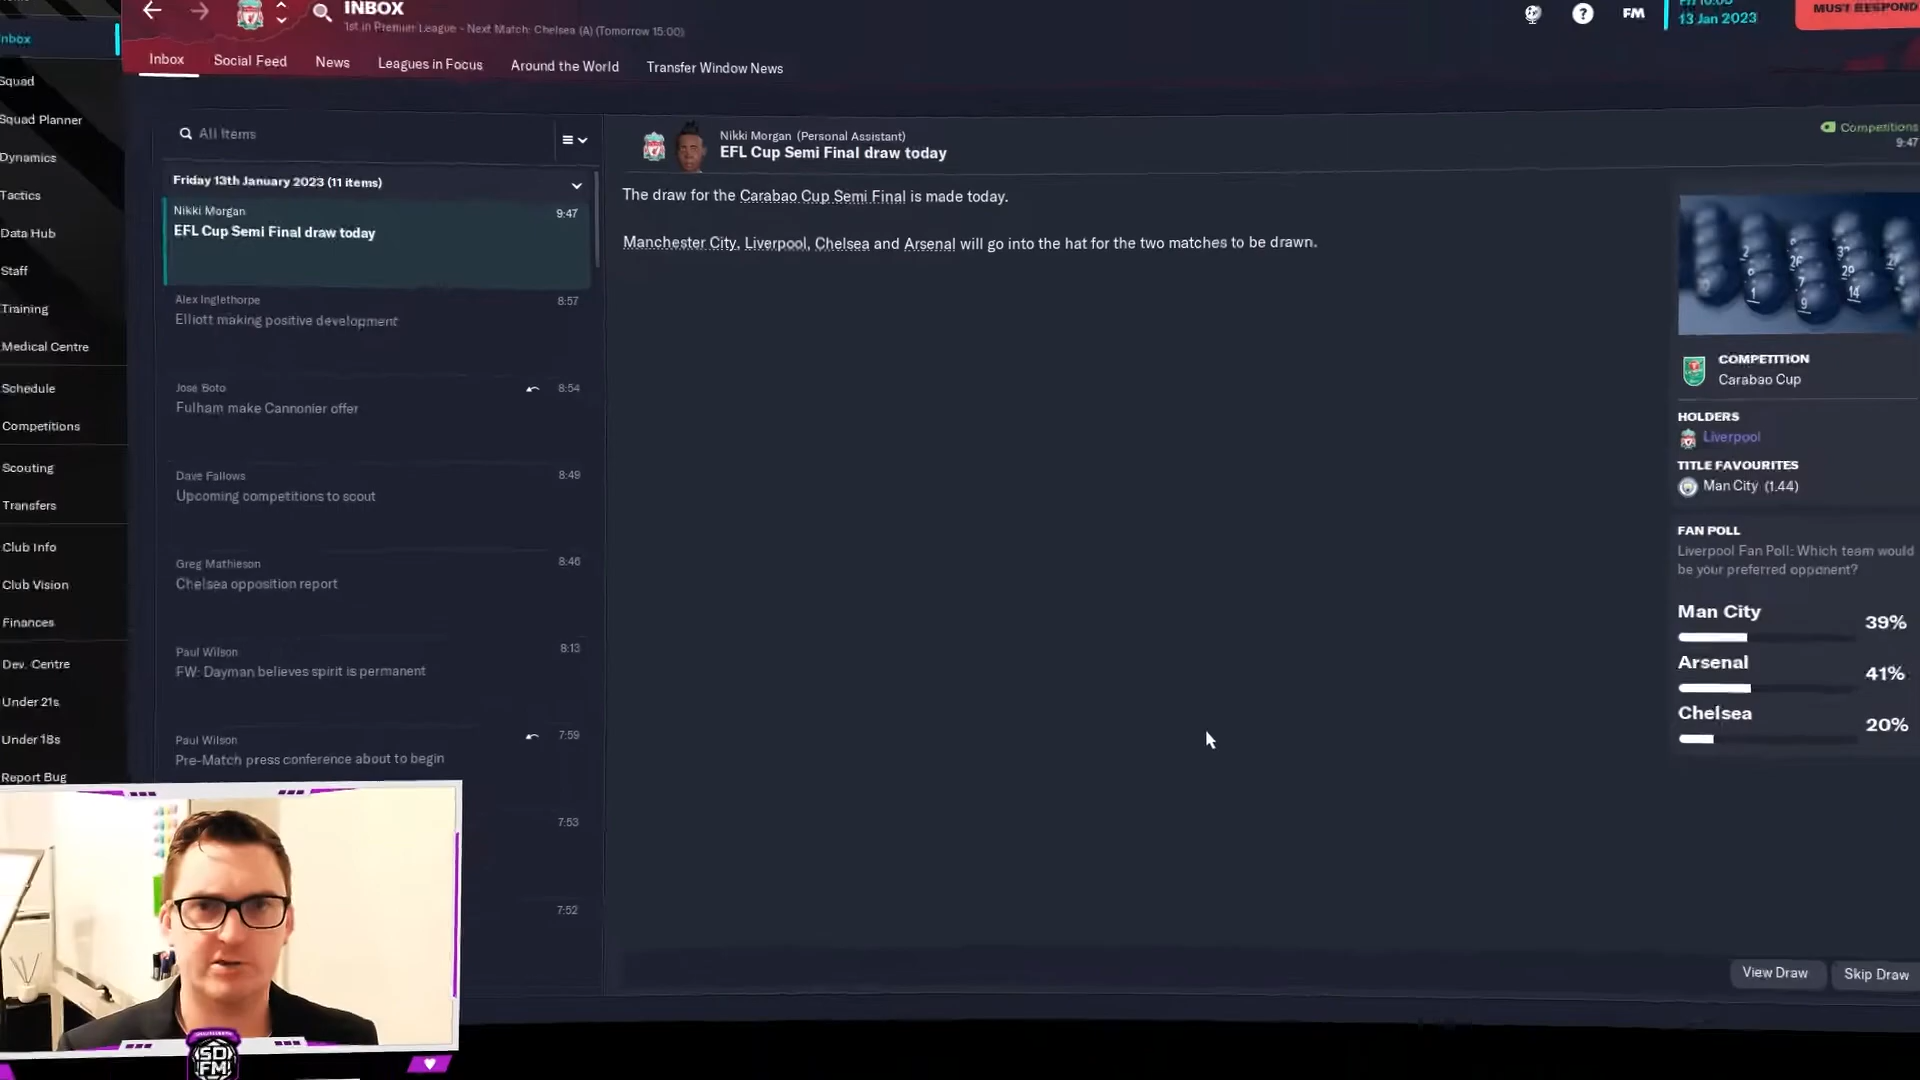 INBOX
1st in Premier League - Next Match: Chelsea (A) (Tomorrow 15:00)
FM
13 Jan 2023
MUST RESPOND
Inbox
Social Feed
News
Leagues in Focus
Around the World
Transfer Window News
nbox
Squad
Squad Planner
Dynamics
Tactics
Data Hub
Staff
Training
Medical Centre
Schedule
Competitions
Scouting
Transfers
Club Info
Club Vision
Finances
Dev. Centre
Under 21s
Under 18s
Report Bug
All Items
Friday 13th January 2023 (11 items)
Nikki Morgan 9:47
EFL Cup Semi Final draw today
Alex Inglethorpe 8:57
Elliott making positive development
José Boto 8:54
Fulham make Cannonier offer
Dave Fallows 8:49
Upcoming competitions to scout
Greg Mathieson 8:46
Chelsea opposition report
Paul Wilson 8:13
FW: Dayman believes spirit is permanent
Paul Wilson 7:59
Pre-Match press conference about to begin
7:53
7:52
Nikki Morgan (Personal Assistant)
EFL Cup Semi Final draw today
Competitions
9:47
The draw for the Carabao Cup Semi Final is made today.
Manchester City, Liverpool, Chelsea and Arsenal will go into the hat for the two matches to be drawn.
COMPETITION
Carabao Cup
HOLDERS
Liverpool
TITLE FAVOURITES
Man City (1.44)
FAN POLL
Liverpool Fan Poll: Which team would
be your preferred opponent?
Man City 39%
Arsenal 41%
Chelsea 20%
View Draw
Skip Draw
SD
FM